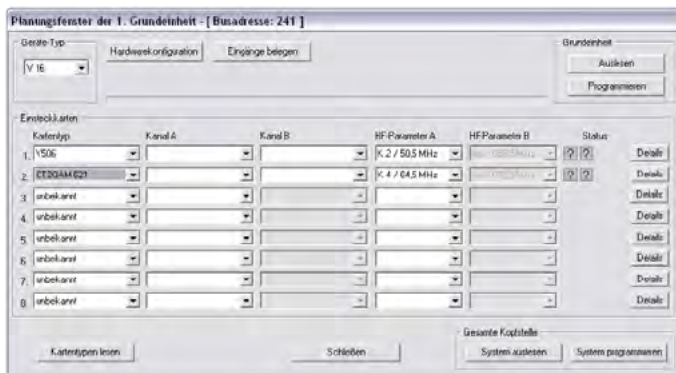 Planungsfenster der 1. Grundeinheit - [ Busadresse: 241 ]
Geräte-Typ
V 16
Hardwarekonfiguration
Eingänge belegen
Grundeinheit
Auslesen
Programmieren
Einsteckkarten
Kartentyp Kanal A Kanal B HF-Parameter A HF-Parameter B Status
1. V506 K 2 / 50,5 MHz ? ? Details
2. K 4 / 64,5 MHz ? ? Details
3. unbekannt Details
4. unbekannt Details
5. unbekannt Details
6. unbekannt Details
7. unbekannt Details
8. unbekannt Details
Kartentypen lesen
Schließen
Gesamte Kopfstelle
System auslesen
System programmieren